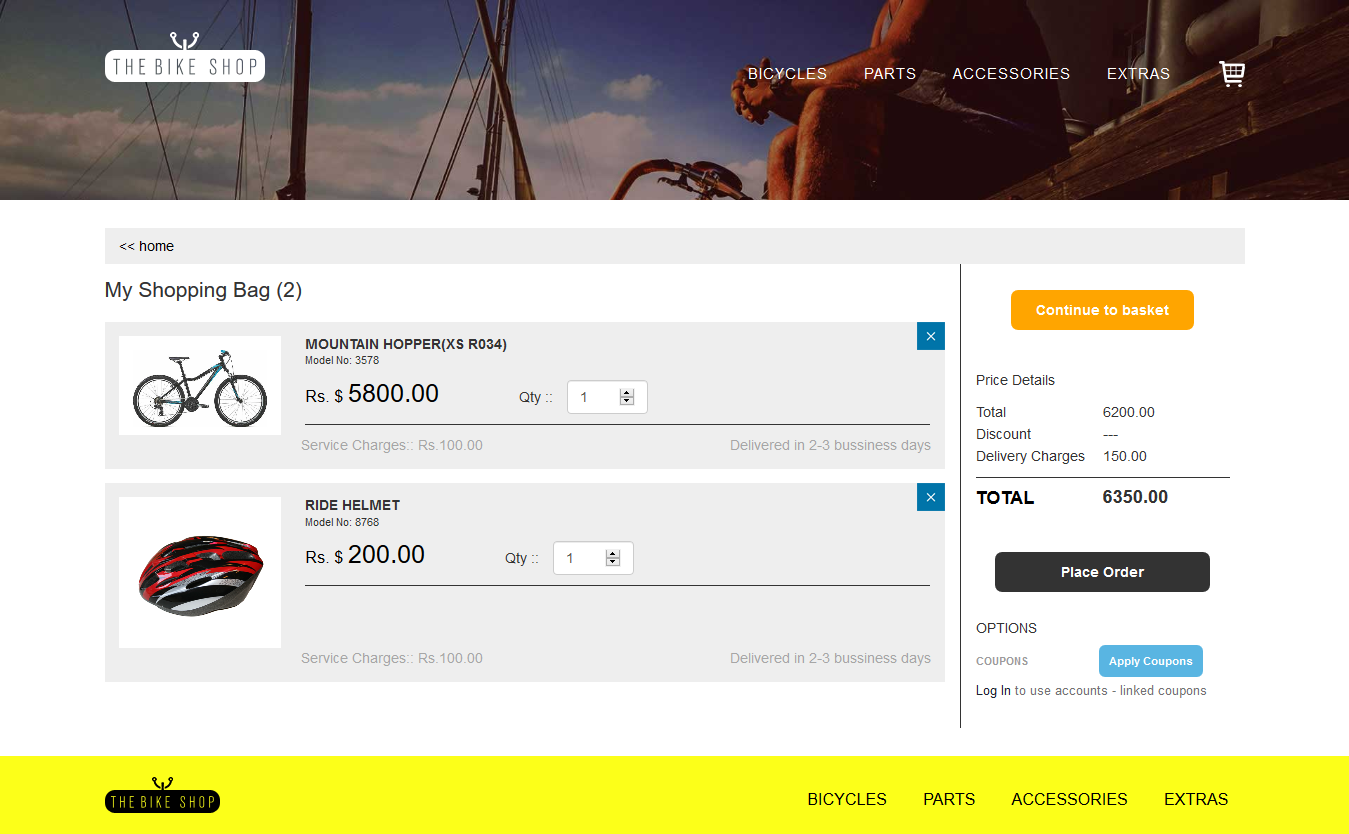 THE BIKE SHOP
BICYCLES PARTS ACCESSORIES EXTRAS
<< home
My Shopping Bag (2)
MOUNTAIN HOPPER(XS R034)
Model No: 3578
Rs. $ 5800.00 Qty :: 1
Service Charges:: Rs.100.00 Delivered in 2-3 bussiness days
RIDE HELMET
Model No: 8768
Rs. $ 200.00 Qty :: 1
Service Charges:: Rs.100.00 Delivered in 2-3 bussiness days
Continue to basket
Price Details
Total 6200.00
Discount ---
Delivery Charges 150.00
TOTAL 6350.00
Place Order
OPTIONS
COUPONS Apply Coupons
Log In to use accounts - linked coupons
THE BIKE SHOP
BICYCLES PARTS ACCESSORIES EXTRAS